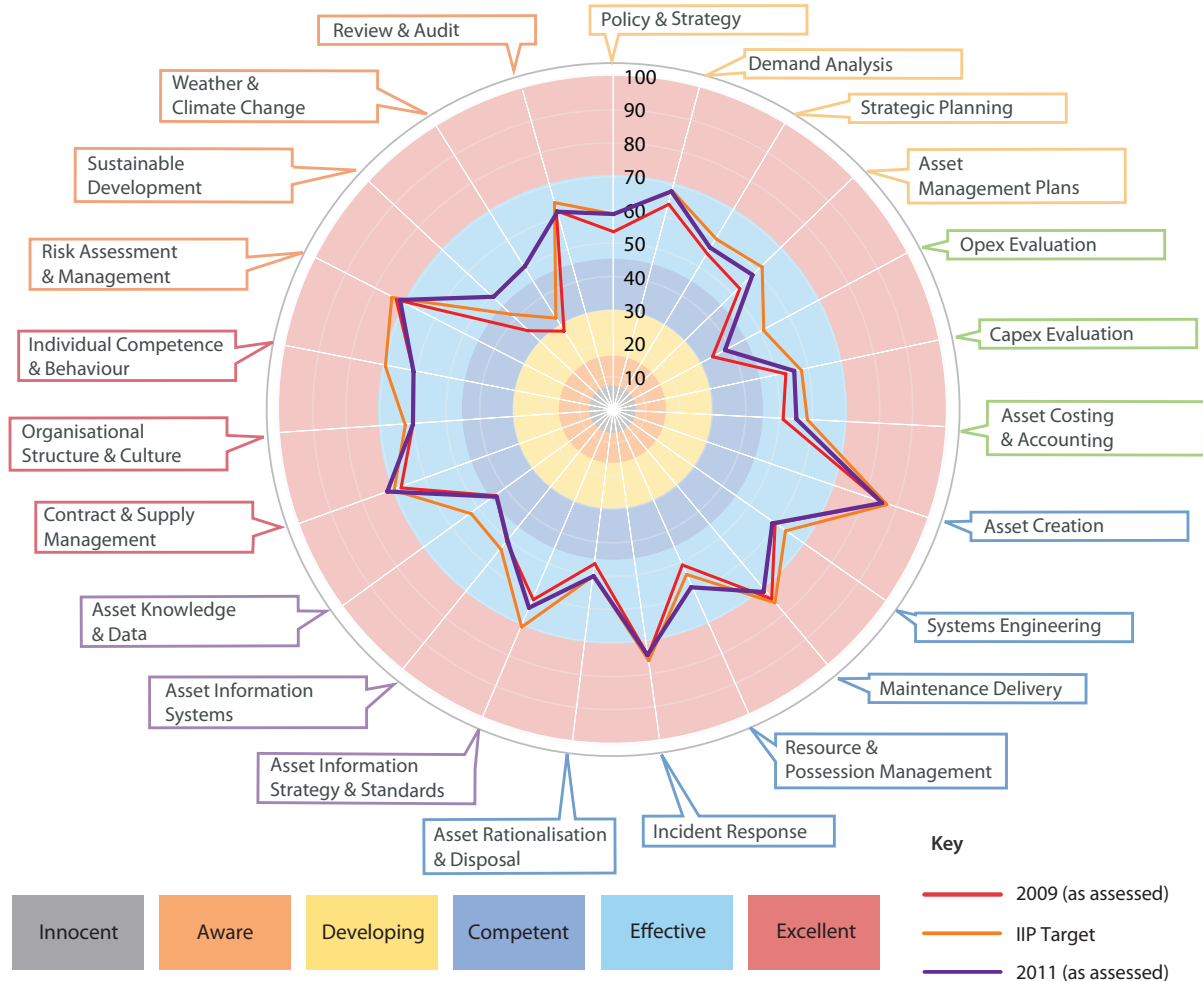 Policy & Strategy
Demand Analysis
Strategic Planning
Asset
Management Plans
Opex Evaluation
Capex Evaluation
Asset Costing
& Accounting
Asset Creation
Systems Engineering
Maintenance Delivery
Resource &
Possession Management
Incident Response
Asset Rationalisation
& Disposal
Asset Information
Strategy & Standards
Asset Information
Systems
Asset Knowledge
& Data
Contract & Supply
Management
Organisational
Structure & Culture
Individual Competence
& Behaviour
Risk Assessment
& Management
Sustainable
Development
Weather &
Climate Change
Review & Audit
100
90
80
70
60
50
40
30
20
10
Innocent
Aware
Developing
Competent
Effective
Excellent
Key
2009 (as assessed)
IIP Target
2011 (as assessed)